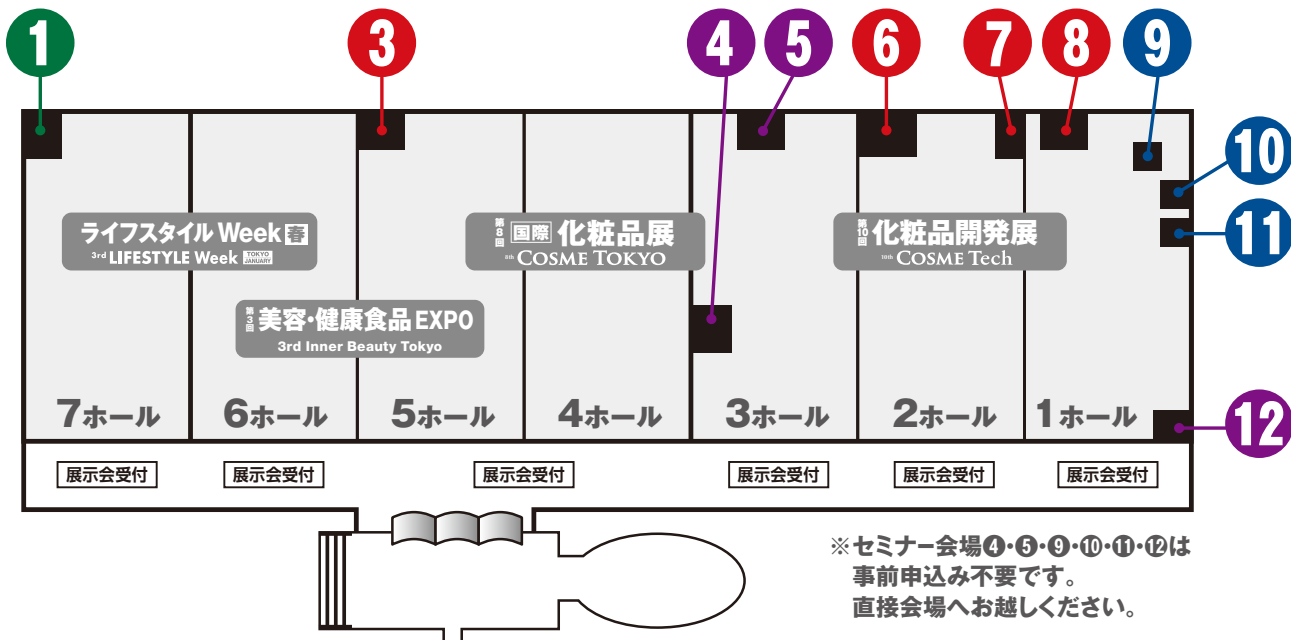 1
3
4
5
6
7
8
9
10
11
12
ライフスタイル Week 春
3rd LIFESTYLE Week TOKYO JANUARY
第8回 国際 化粧品展
8th COSME TOKYO
第10回 化粧品開発展
10th COSME Tech
第3回 美容・健康食品 EXPO
3rd Inner Beauty Tokyo
7ホール
6ホール
5ホール
4ホール
3ホール
2ホール
1ホール
展示会受付
展示会受付
展示会受付
展示会受付
展示会受付
展示会受付
※セミナー会場❹・❺・❾・❿・⓫・⓬は
事前申込み不要です。
直接会場へお越しください。